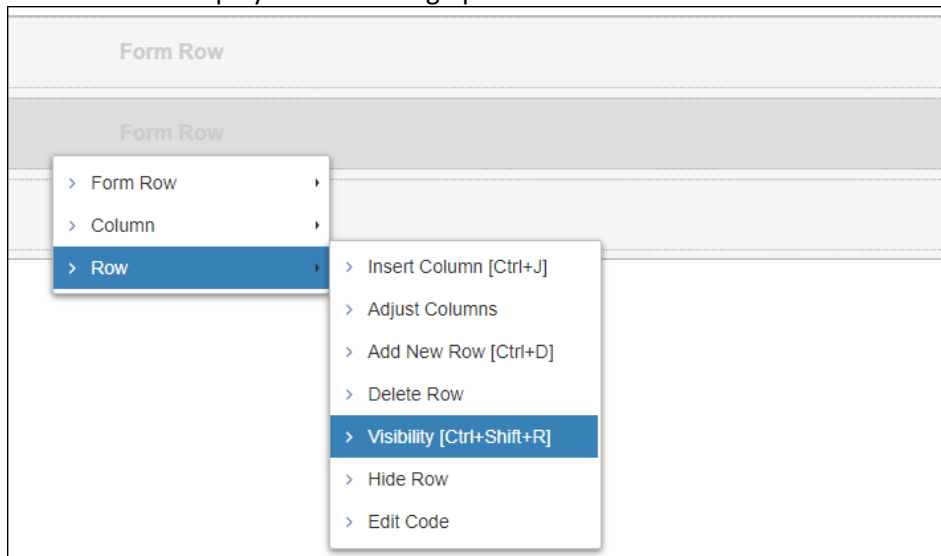 Form Row
Form Row
Form Row
Column
Row
Insert Column [Ctrl+J]
Adjust Columns
Add New Row [Ctrl+D]
Delete Row
Visibility [Ctrl+Shift+R]
Hide Row
Edit Code